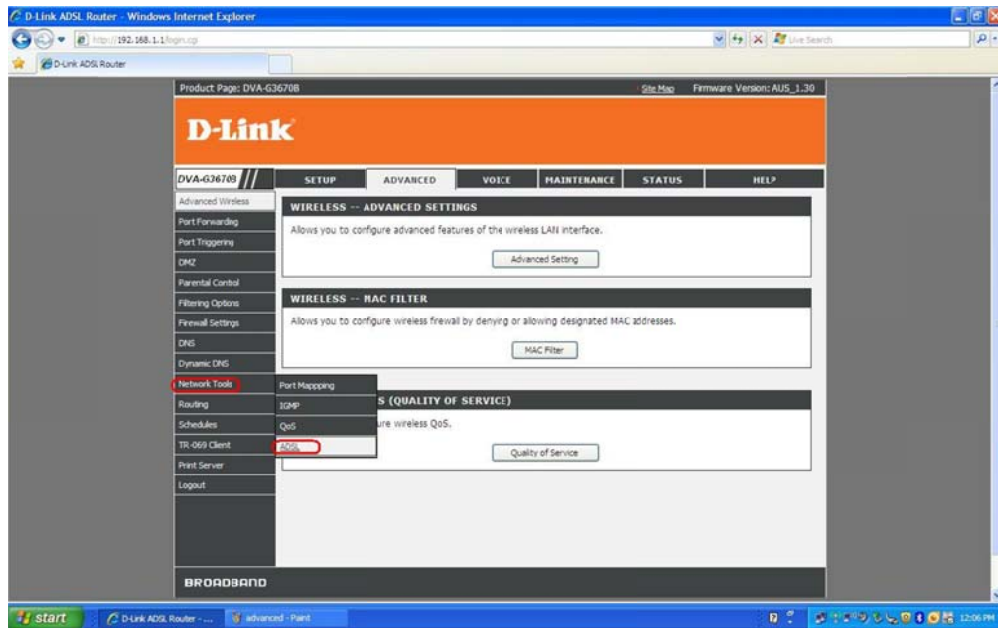 D-Link ADSL Router - Windows Internet Explorer
http://192.168.1.1/login.cgi
Live Search
D-Link ADSL Router
Product Page: DVA-G3670B
Site Map
Firmware Version: AUS_1.30
D-Link
DVA-G3670B
SETUP
ADVANCED
VOICE
MAINTENANCE
STATUS
HELP
Advanced Wireless
Port Forwarding
Port Triggering
DMZ
Parental Control
Filtering Options
Firewall Settings
DNS
Dynamic DNS
Network Tools
Routing
Schedules
TR-069 Client
Print Server
Logout
Port Mappping
IGMP
QoS
ADSL
WIRELESS -- ADVANCED SETTINGS
Allows you to configure advanced features of the wireless LAN interface.
Advanced Setting
WIRELESS -- MAC FILTER
Allows you to configure wireless firewall by denying or allowing designated MAC addresses.
MAC Filter
S (QUALITY OF SERVICE)
ure wireless QoS.
Quality of Service
BROADBAND
start
D-Link ADSL Router - ...
advanced - Paint
12:06 PM